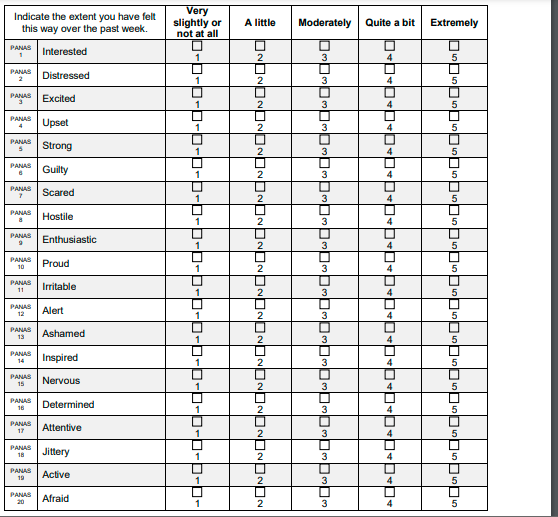 Indicate the extent you have felt this way over the past week. Very slightly or not at all A little Moderately Quite a bit Extremely
PANAS 1 Interested 1 2 3 4 5
PANAS 2 Distressed 1 2 3 4 5
PANAS 3 Excited 1 2 3 4 5
PANAS 4 Upset 1 2 3 4 5
PANAS 5 Strong 1 2 3 4 5
PANAS 6 Guilty 1 2 3 4 5
PANAS 7 Scared 1 2 3 4 5
PANAS 8 Hostile 1 2 3 4 5
PANAS 9 Enthusiastic 1 2 3 4 5
PANAS 10 Proud 1 2 3 4 5
PANAS 11 Irritable 1 2 3 4 5
PANAS 12 Alert 1 2 3 4 5
PANAS 13 Ashamed 1 2 3 4 5
PANAS 14 Inspired 1 2 3 4 5
PANAS 15 Nervous 1 2 3 4 5
PANAS 16 Determined 1 2 3 4 5
PANAS 17 Attentive 1 2 3 4 5
PANAS 18 Jittery 1 2 3 4 5
PANAS 19 Active 1 2 3 4 5
PANAS 20 Afraid 1 2 3 4 5